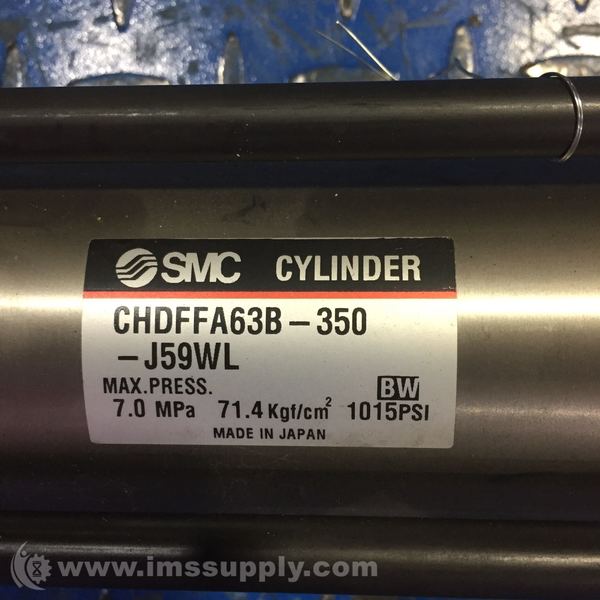 SMC CYLINDER
CHDFFA63B-350
-J59WL
MAX.PRESS. BW
7.0 MPa 71.4 Kgf/cm² 1015PSI
MADE IN JAPAN
www.imssupply.com